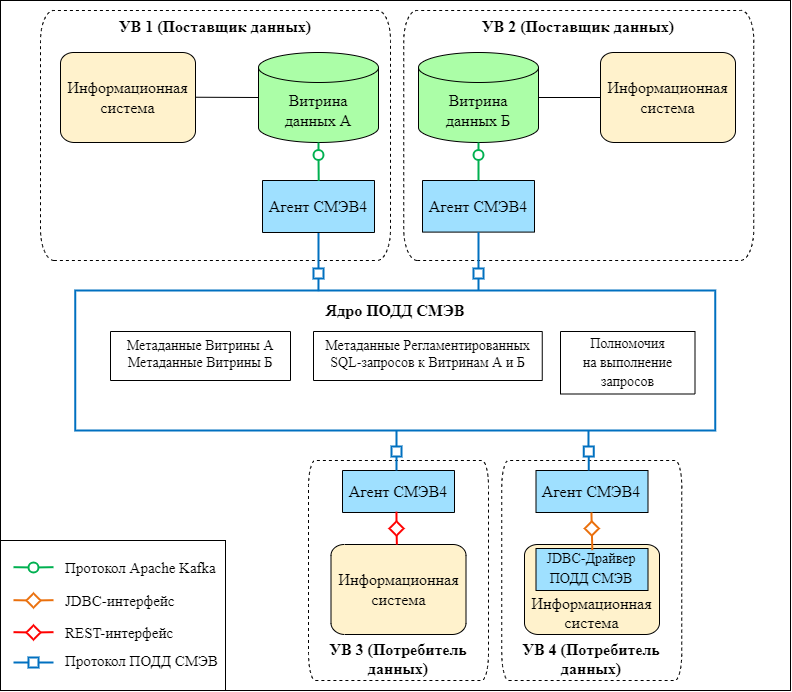 УВ 1 (Поставщик данных)
УВ 2 (Поставщик данных)
Информационная
система
Витрина
данных А
Витрина
данных Б
Информационная
система
Агент СМЭВ4
Агент СМЭВ4
Ядро ПОДД СМЭВ
Метаданные Витрины А
Метаданные Витрины Б
Метаданные Регламентированных
SQL-запросов к Витринам А и Б
Полномочия
на выполнение
запросов
Агент СМЭВ4
Агент СМЭВ4
Информационная
система
JDBC-Драйвер
ПОДД СМЭВ
Информационная
система
УВ 3 (Потребитель
данных)
УВ 4 (Потребитель
данных)
Протокол Apache Kafka
JDBC-интерфейс
REST-интерфейс
Протокол ПОДД СМЭВ